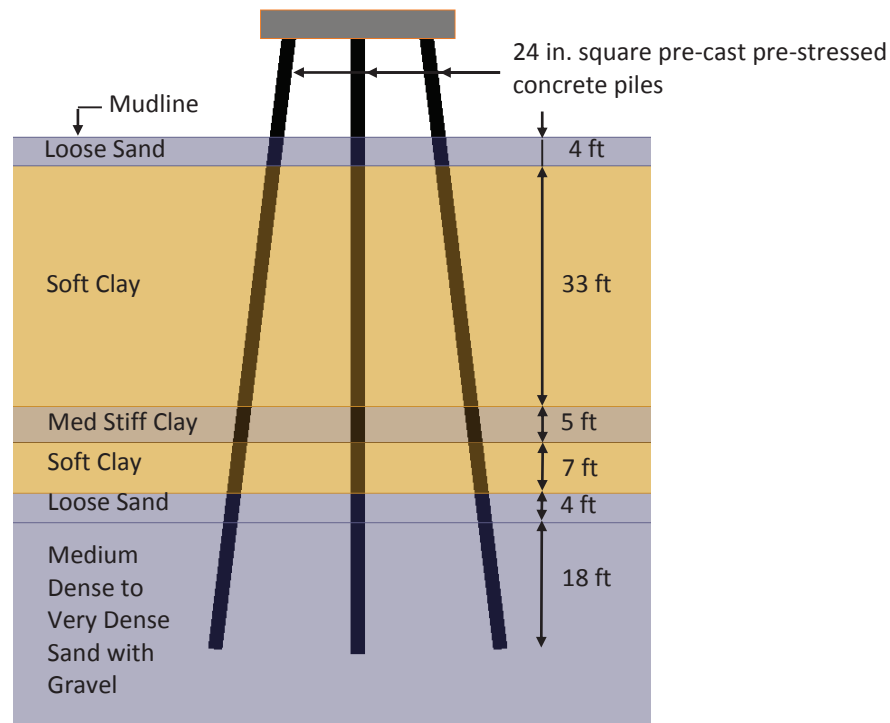 24 in. square pre-cast pre-stressed
concrete piles
Mudline
Loose Sand
4 ft
Soft Clay
33 ft
Med Stiff Clay
5 ft
Soft Clay
7 ft
Loose Sand
4 ft
Medium
Dense to
Very Dense
Sand with
Gravel
18 ft